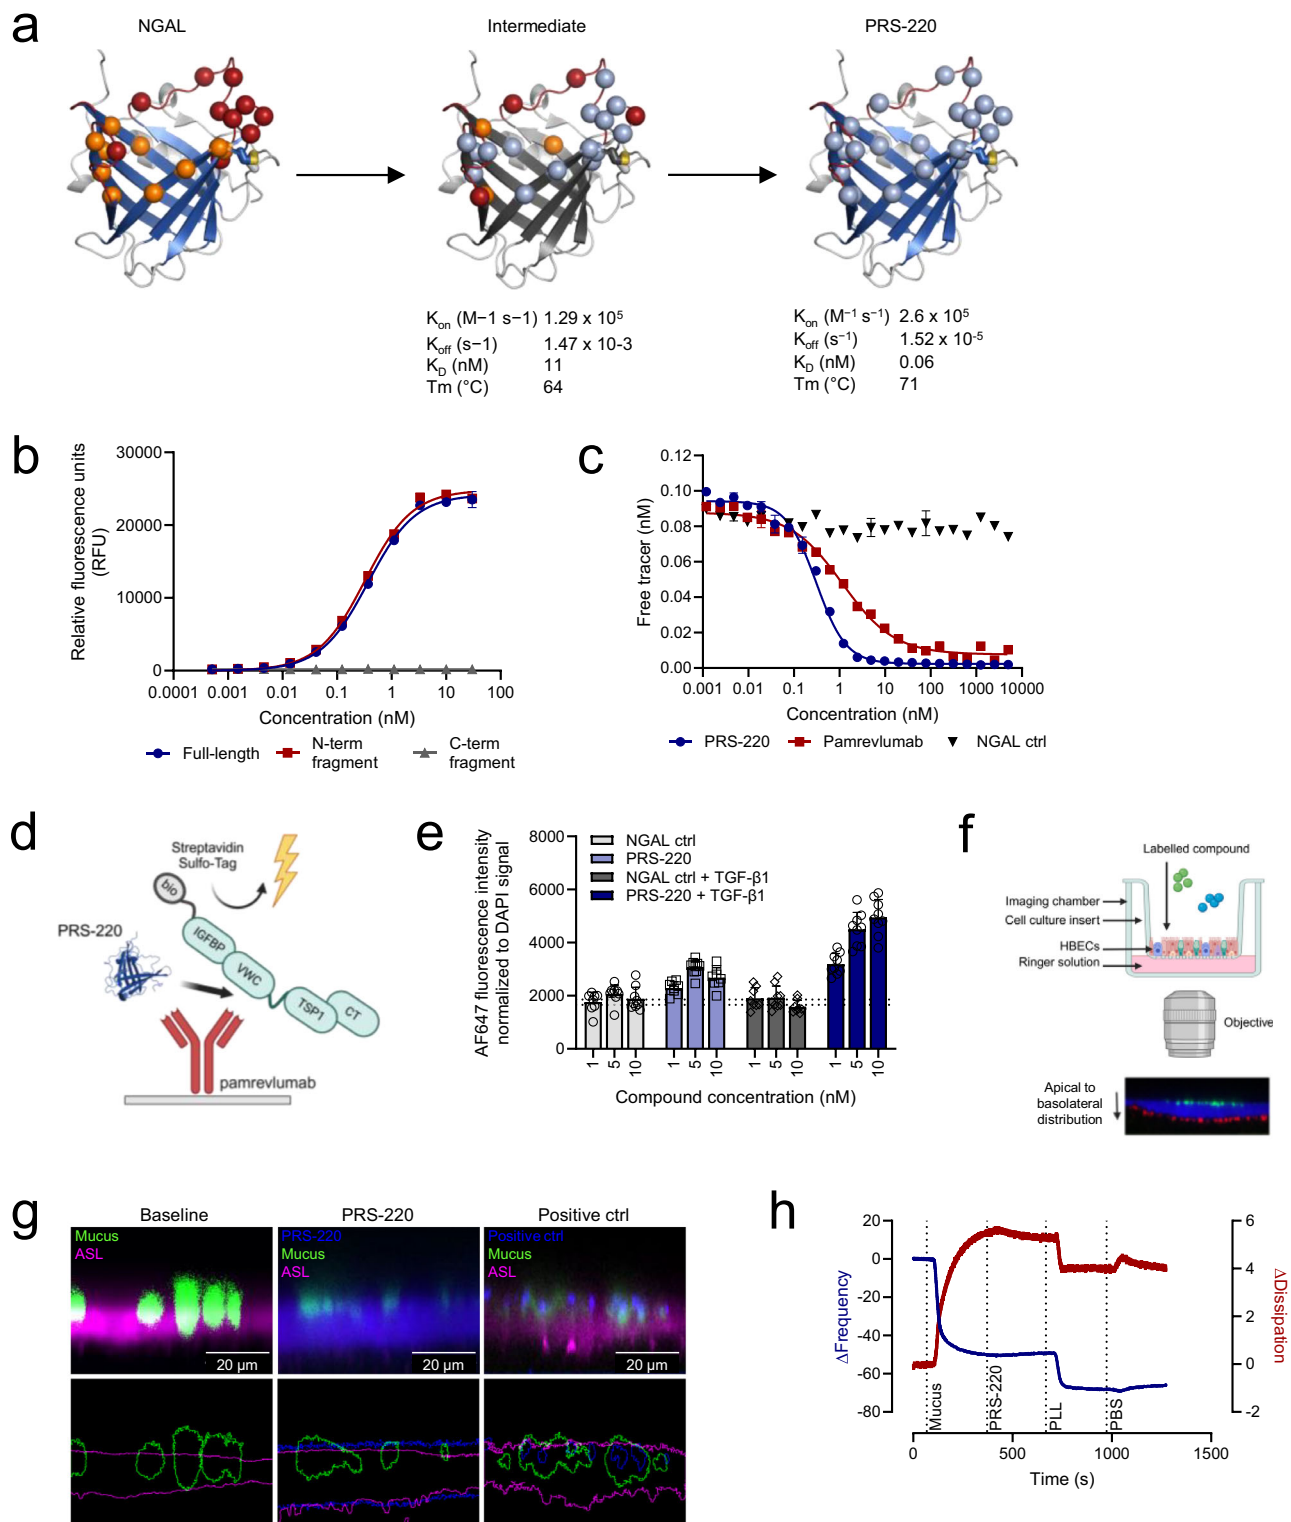 a
NGAL
Intermediate
PRS-220
Kon (M−1 s−1) 1.29 x 10⁵
Koff (s−1) 1.47 x 10-3
KD (nM) 11
Tm (°C) 64
Kon (M⁻¹ s⁻¹) 2.6 x 10⁵
Koff (s⁻¹) 1.52 x 10⁻⁵
KD (nM) 0.06
Tm (°C) 71
b
Relative fluorescence units
(RFU)
30000
20000
10000
0
0.0001 0.001 0.01 0.1 1 10 100
Concentration (nM)
Full-length
N-term
fragment
C-term
fragment
c
Free tracer (nM)
0.12
0.10
0.08
0.06
0.04
0.02
0.00
0.001 0.01 0.1 1 10 100 1000 10000
Concentration (nM)
PRS-220 Pamrevlumab NGAL ctrl
d
Streptavidin
Sulfo-Tag
bio
PRS-220
IGFBP
VWC
TSP1
CT
pamrevlumab
e
AF647 fluorescence intensity
normalized to DAPI signal
8000
6000
4000
2000
0
NGAL ctrl
PRS-220
NGAL ctrl + TGF-β1
PRS-220 + TGF-β1
1 5 10 1 5 10 1 5 10 1 5 10
Compound concentration (nM)
f
Labelled compound
Imaging chamber
Cell culture insert
HBECs
Ringer solution
Objective
Apical to
basolateral
distribution
g
Baseline
Mucus
ASL
20 µm
PRS-220
PRS-220
Mucus
ASL
20 µm
Positive ctrl
Positive ctrl
Mucus
ASL
20 µm
h
ΔFrequency
20
0
-20
-40
-60
-80
6
4
2
0
-2
ΔDissipation
Mucus
PRS-220
PLL
PBS
0 500 1000 1500
Time (s)